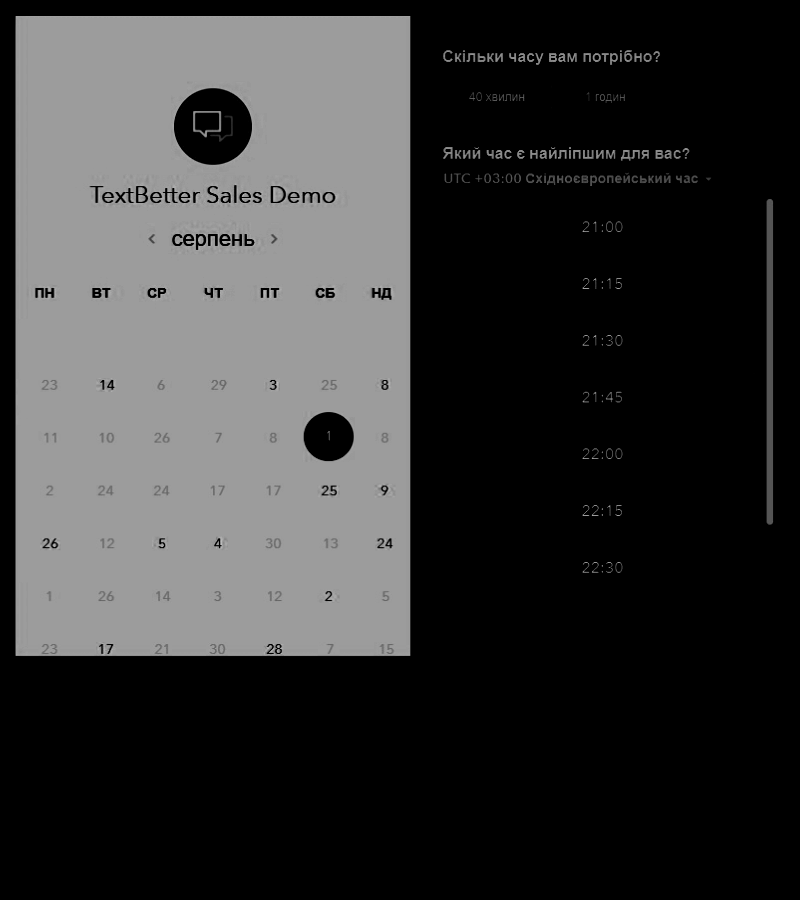 TextBetter Sales Demo
серпень
ПН ВТ СР ЧТ ПТ СБ НД
23 14 6 29 3 25 8
11 10 26 7 8 1 8
2 24 24 17 17 25 9
26 12 5 4 30 13 24
1 26 14 3 12 2 5
23 17 21 30 28 7 15
Скільки часу вам потрібно?
40 хвилин 1 годин
Який час є найліпшим для вас?
UTC +03:00 Східноєвропейський час
21:00
21:15
21:30
21:45
22:00
22:15
22:30